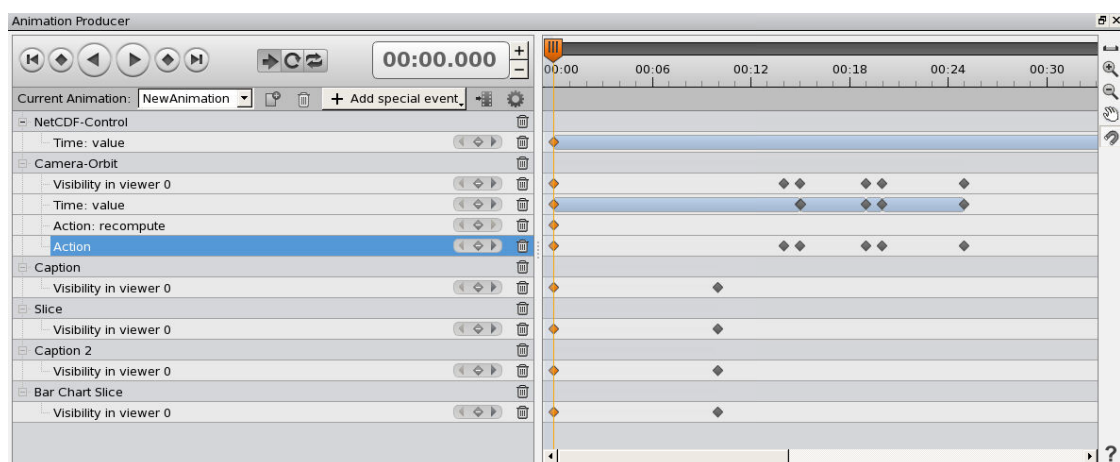 Animation Producer
00:00.000
+
−
00:00 00:06 00:12 00:18 00:24 00:30
Current Animation: NewAnimation + Add special event
NetCDF-Control
Time: value
Camera-Orbit
Visibility in viewer 0
Time: value
Action: recompute
Action
Caption
Visibility in viewer 0
Slice
Visibility in viewer 0
Caption 2
Visibility in viewer 0
Bar Chart Slice
Visibility in viewer 0
?